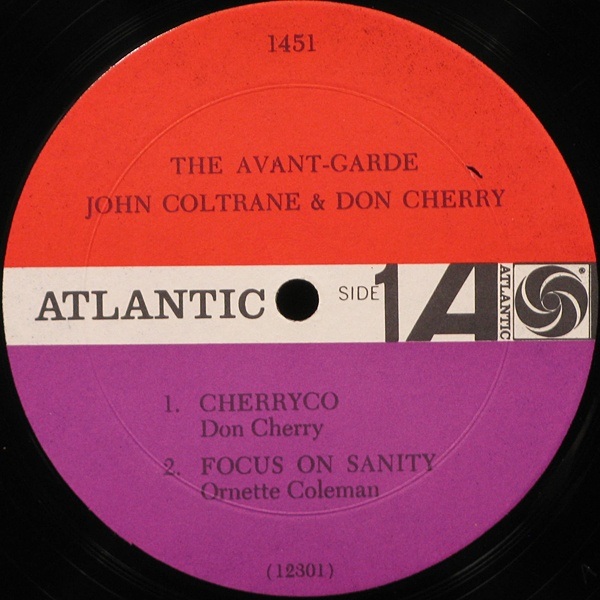 1451
THE AVANT-GARDE
JOHN COLTRANE & DON CHERRY
ATLANTIC
SIDE 1
A
ATLANTIC
®
1. CHERRYCO
Don Cherry
2. FOCUS ON SANITY
Ornette Coleman
(12301)